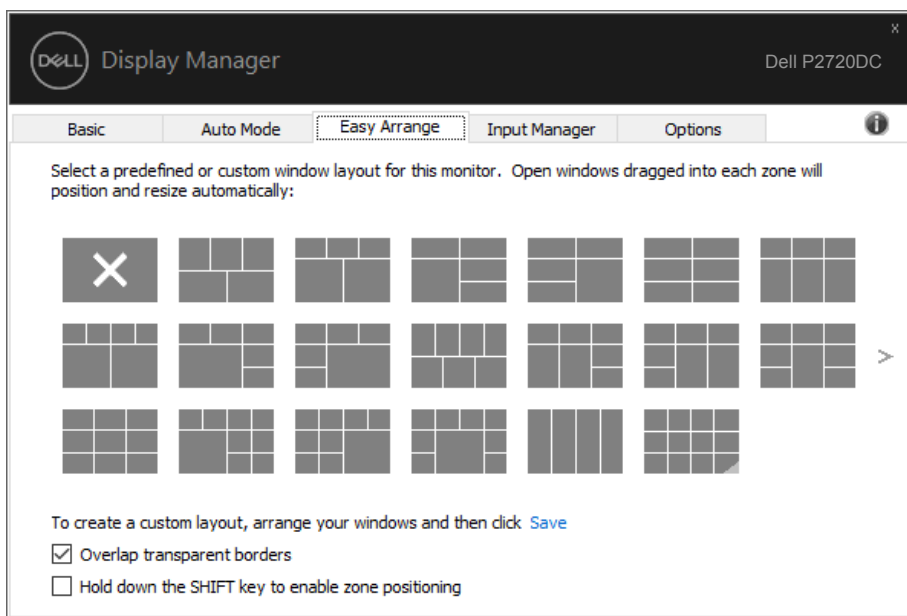 x
DELL Display Manager
Dell P2720DC
Basic Auto Mode Easy Arrange Input Manager Options
Select a predefined or custom window layout for this monitor. Open windows dragged into each zone will
position and resize automatically:
>
To create a custom layout, arrange your windows and then click Save
Overlap transparent borders
Hold down the SHIFT key to enable zone positioning